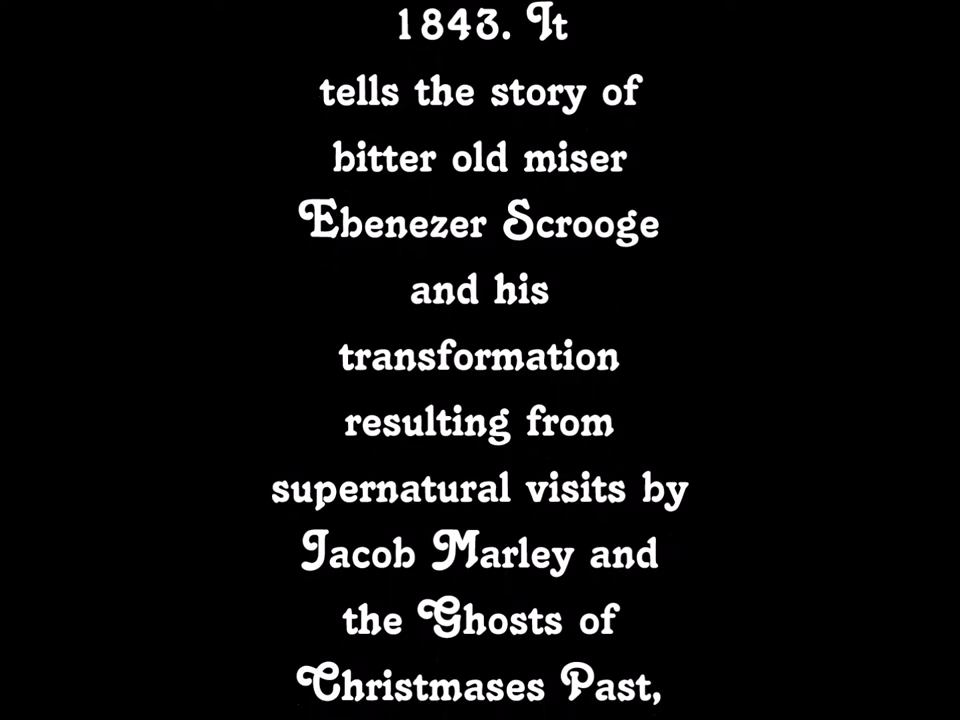 1843. It
tells the story of
bitter old miser
Ebenezer Scrooge
and his
transformation
resulting from
supernatural visits by
Jacob Marley and
the Ghosts of
Christmases Past,